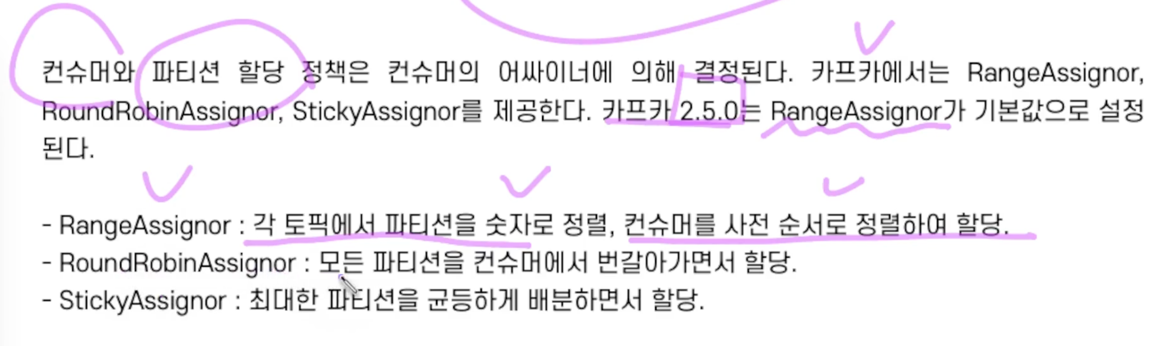 컨슈머와 파티션 할당 정책은 컨슈머의 어싸이너에 의해 결정된다. 카프카에서는 RangeAssignor,
RoundRobinAssignor, StickyAssignor를 제공한다. 카프카 2.5.0는 RangeAssignor가 기본값으로 설정
된다.
- RangeAssignor : 각 토픽에서 파티션을 숫자로 정렬, 컨슈머를 사전 순서로 정렬하여 할당.
- RoundRobinAssignor : 모든 파티션을 컨슈머에서 번갈아가면서 할당.
- StickyAssignor : 최대한 파티션을 균등하게 배분하면서 할당.